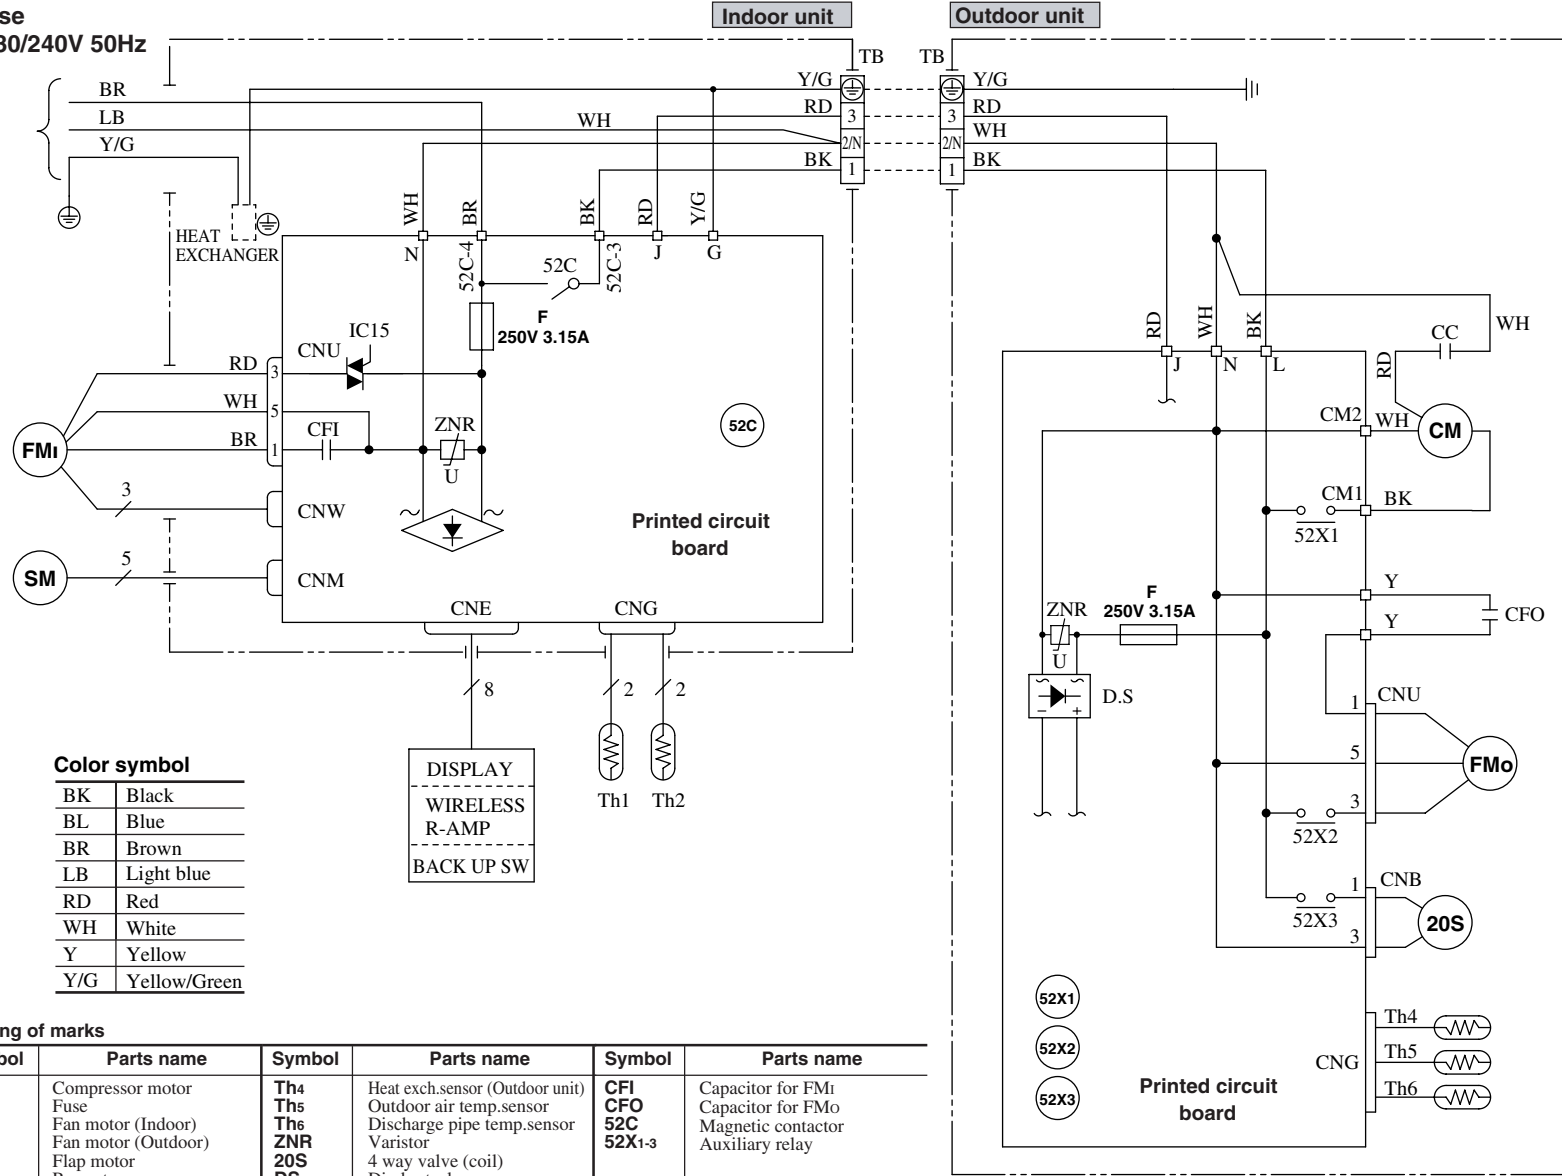 se
Indoor unit
Outdoor unit
30/240V 50Hz
TB
TB
BR
LB
Y/G
WH
Y/G
RD
3
2/N
BK
1
Y/G
RD
3
WH
2/N
BK
1
HEAT
EXCHANGER
WH
BR
BK
RD
Y/G
N
52C-4
52C
52C-3
J
G
F
250V 3.15A
IC15
CNU
RD
3
WH
5
BR
1
CFI
ZNR
U
52C
FMI
3
CNW
SM
5
CNM
Printed circuit
board
CNE
CNG
8
2
2
DISPLAY
WIRELESS
R-AMP
BACK UP SW
Th1
Th2
RD
WH
BK
J
N
L
CC
WH
RD
CM2
WH
CM
CM1
BK
52X1
Y
F
250V 3.15A
ZNR
U
Y
CFO
D.S
CNU
1
5
3
FMo
52X2
CNB
1
3
52X3
20S
52X1
52X2
52X3
Printed circuit
board
CNG
Th4
Th5
Th6
Color symbol
BK Black
BL Blue
BR Brown
LB Light blue
RD Red
WH White
Y Yellow
Y/G Yellow/Green
ng of marks
bol Parts name Symbol Parts name Symbol Parts name
Compressor motor Th4 Heat exch.sensor (Outdoor unit) CFI Capacitor for FMI
Fuse Th5 Outdoor air temp.sensor CFO Capacitor for FMO
Fan motor (Indoor) Th6 Discharge pipe temp.sensor 52C Magnetic contactor
Fan motor (Outdoor) ZNR Varistor 52X1-3 Auxiliary relay
Flap motor 20S 4 way valve (coil)